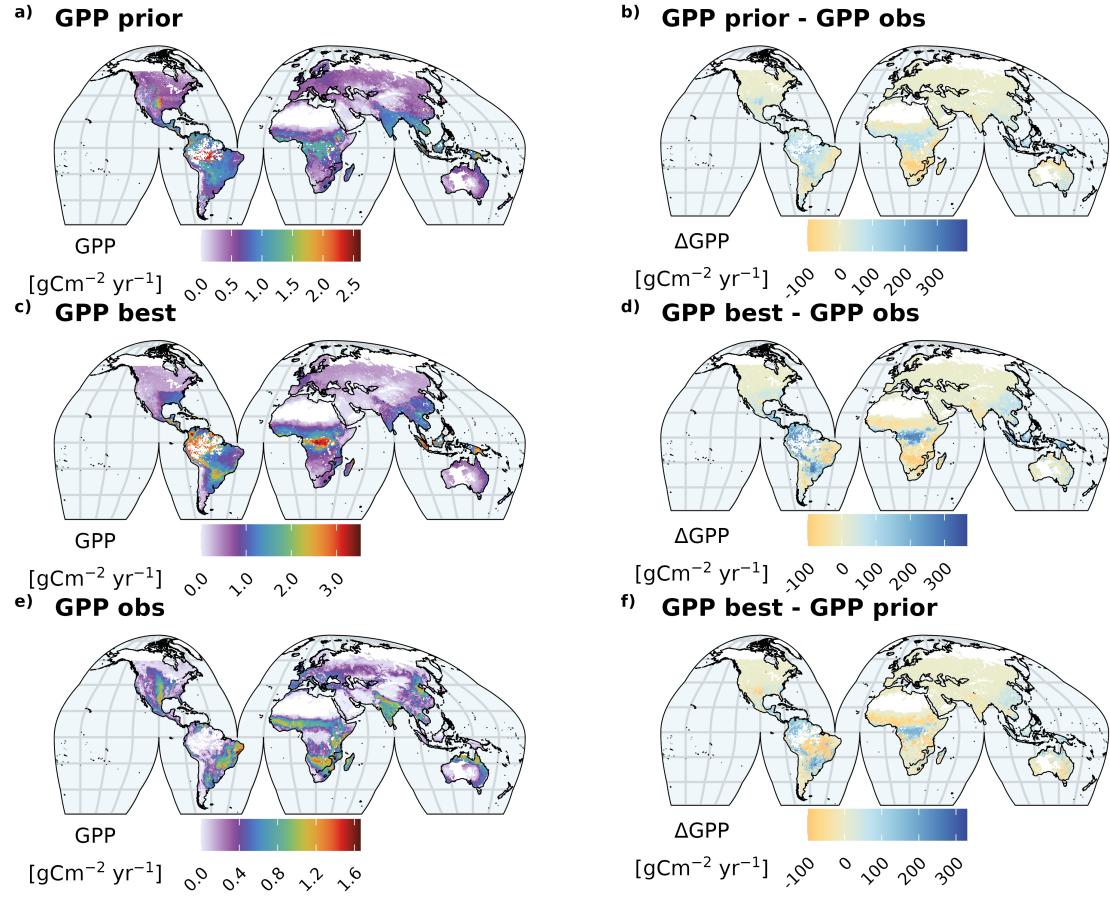 a) GPP prior
GPP
[gCm⁻² yr⁻¹]
0.0 0.5 1.0 1.5 2.0 2.5
b) GPP prior - GPP obs
ΔGPP
[gCm⁻² yr⁻¹]
-100 0 100 200 300
c) GPP best
GPP
[gCm⁻² yr⁻¹]
0.0 1.0 2.0 3.0
d) GPP best - GPP obs
ΔGPP
[gCm⁻² yr⁻¹]
-100 0 100 200 300
e) GPP obs
GPP
[gCm⁻² yr⁻¹]
0.0 0.4 0.8 1.2 1.6
f) GPP best - GPP prior
ΔGPP
[gCm⁻² yr⁻¹]
-100 0 100 200 300